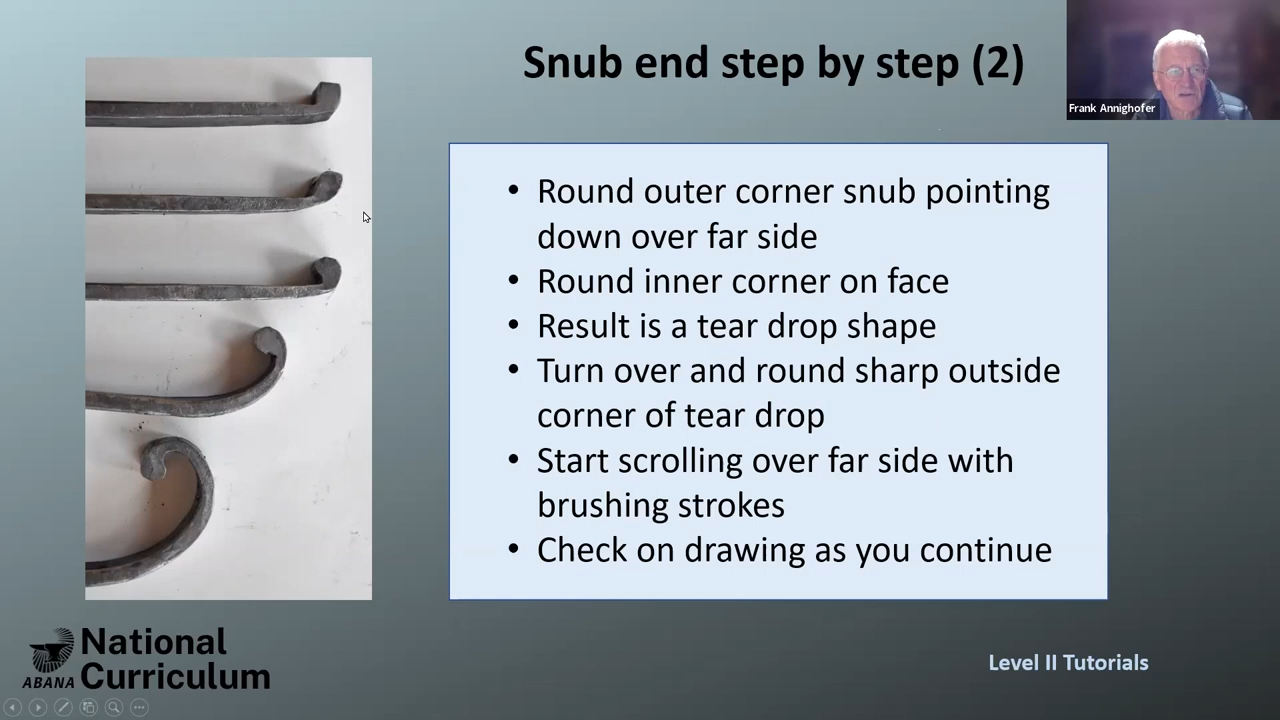 Snub end step by step (2)
Frank Annighofer
• Round outer corner snub pointing
down over far side
• Round inner corner on face
• Result is a tear drop shape
• Turn over and round sharp outside
corner of tear drop
• Start scrolling over far side with
brushing strokes
• Check on drawing as you continue
National
Curriculum
ABANA
Level II Tutorials